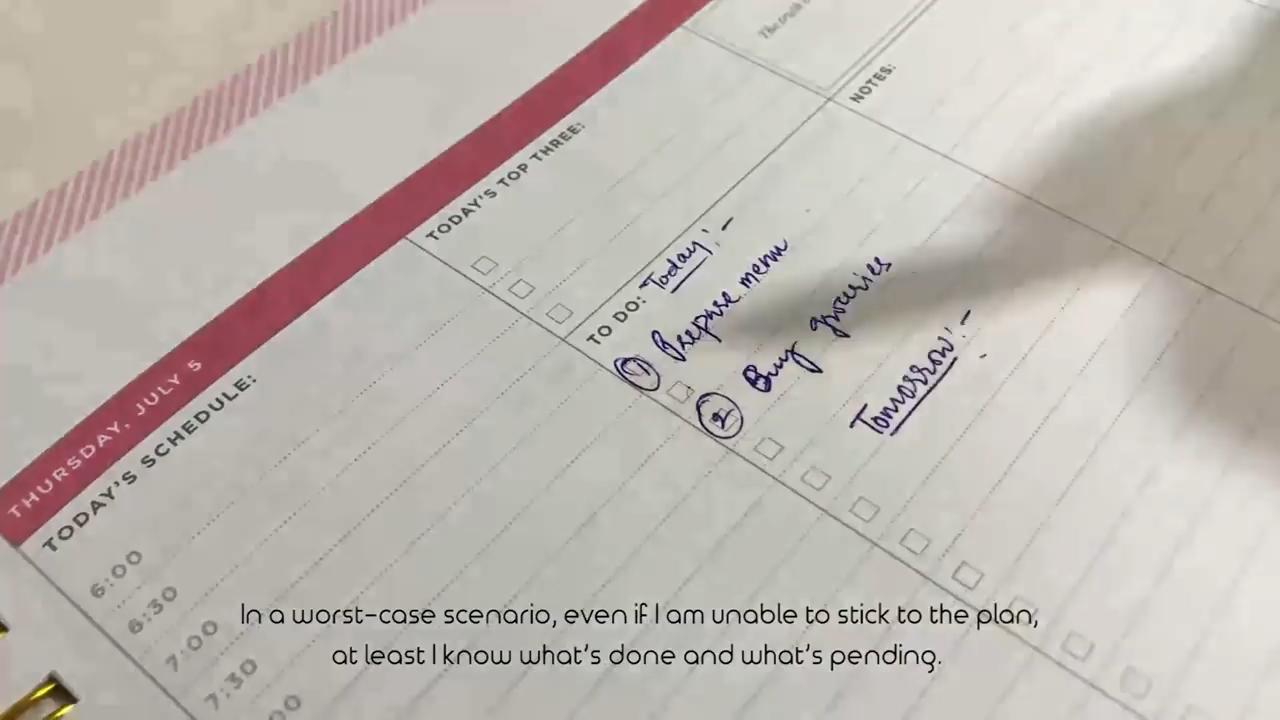 THURSDAY, JULY 5
TODAY'S SCHEDULE:
6:00
6:30
7:00
7:30
00
TODAY'S TOP THREE:
TO DO: Today:-
1 Prepare menu
2 Buy groceries
Tomorrow:-
NOTES:
In a worst-case scenario, even if I am unable to stick to the plan,
at least I know what's done and what's pending.